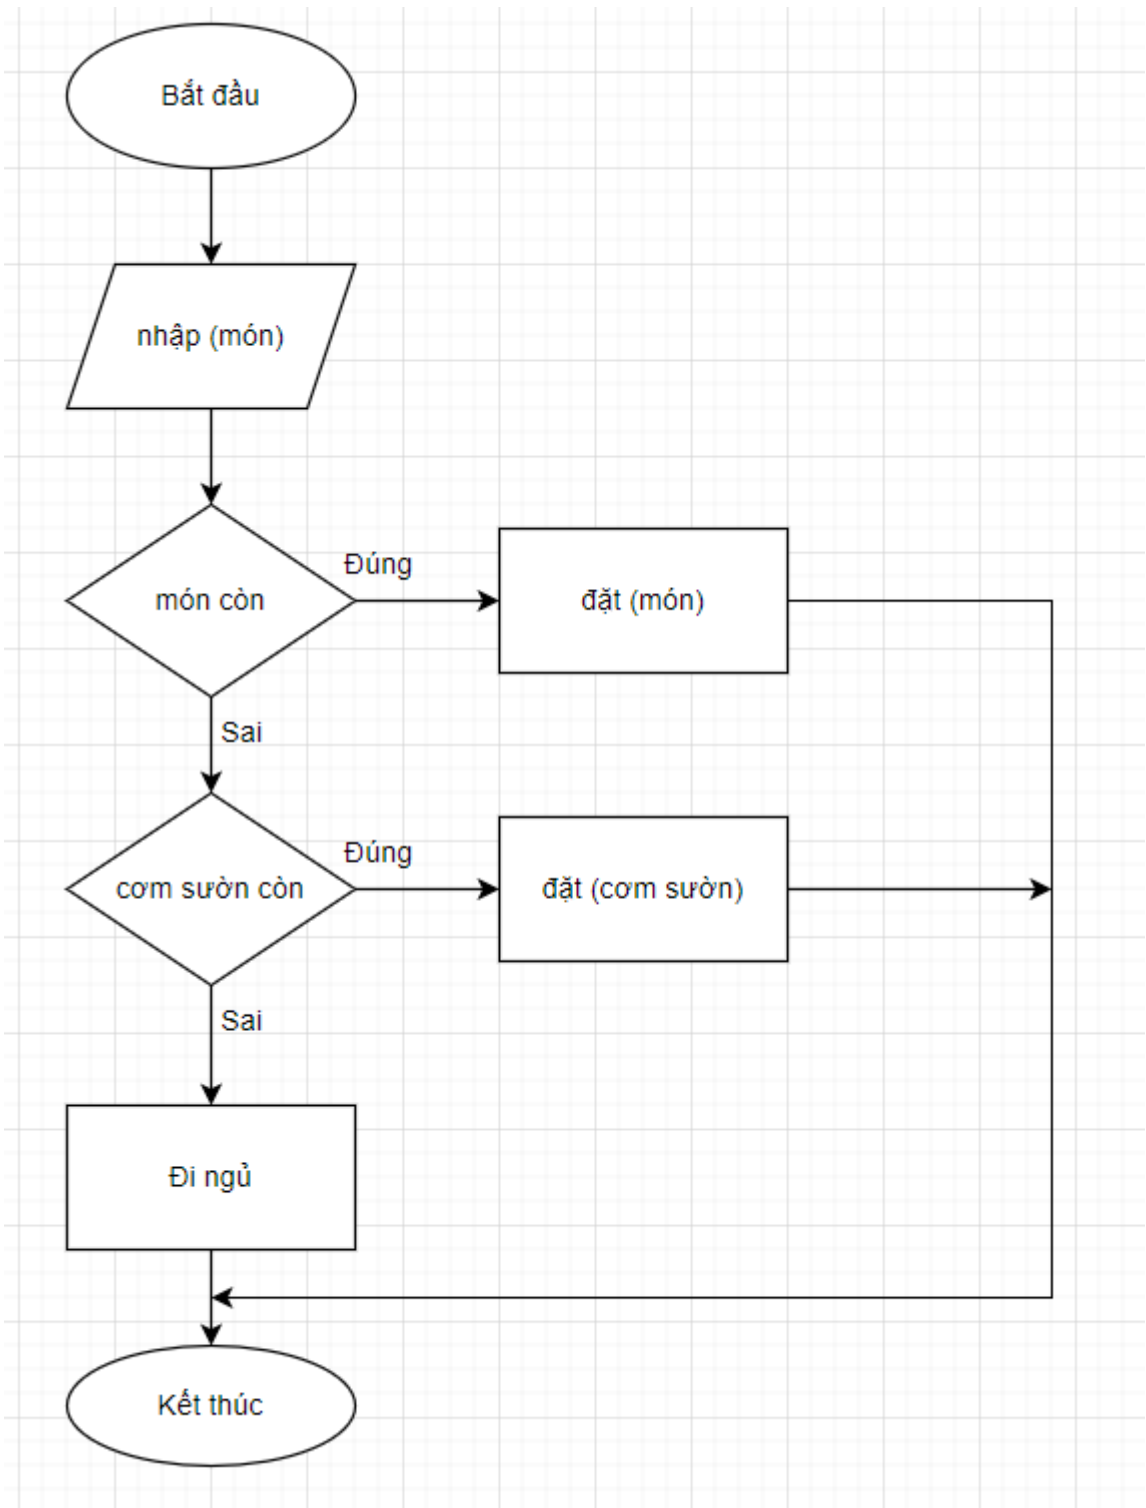 Bắt đầu
nhập (món)
món còn
Đúng
đặt (món)
Sai
cơm sườn còn
Đúng
đặt (cơm sườn)
Sai
Đi ngủ
Kết thúc